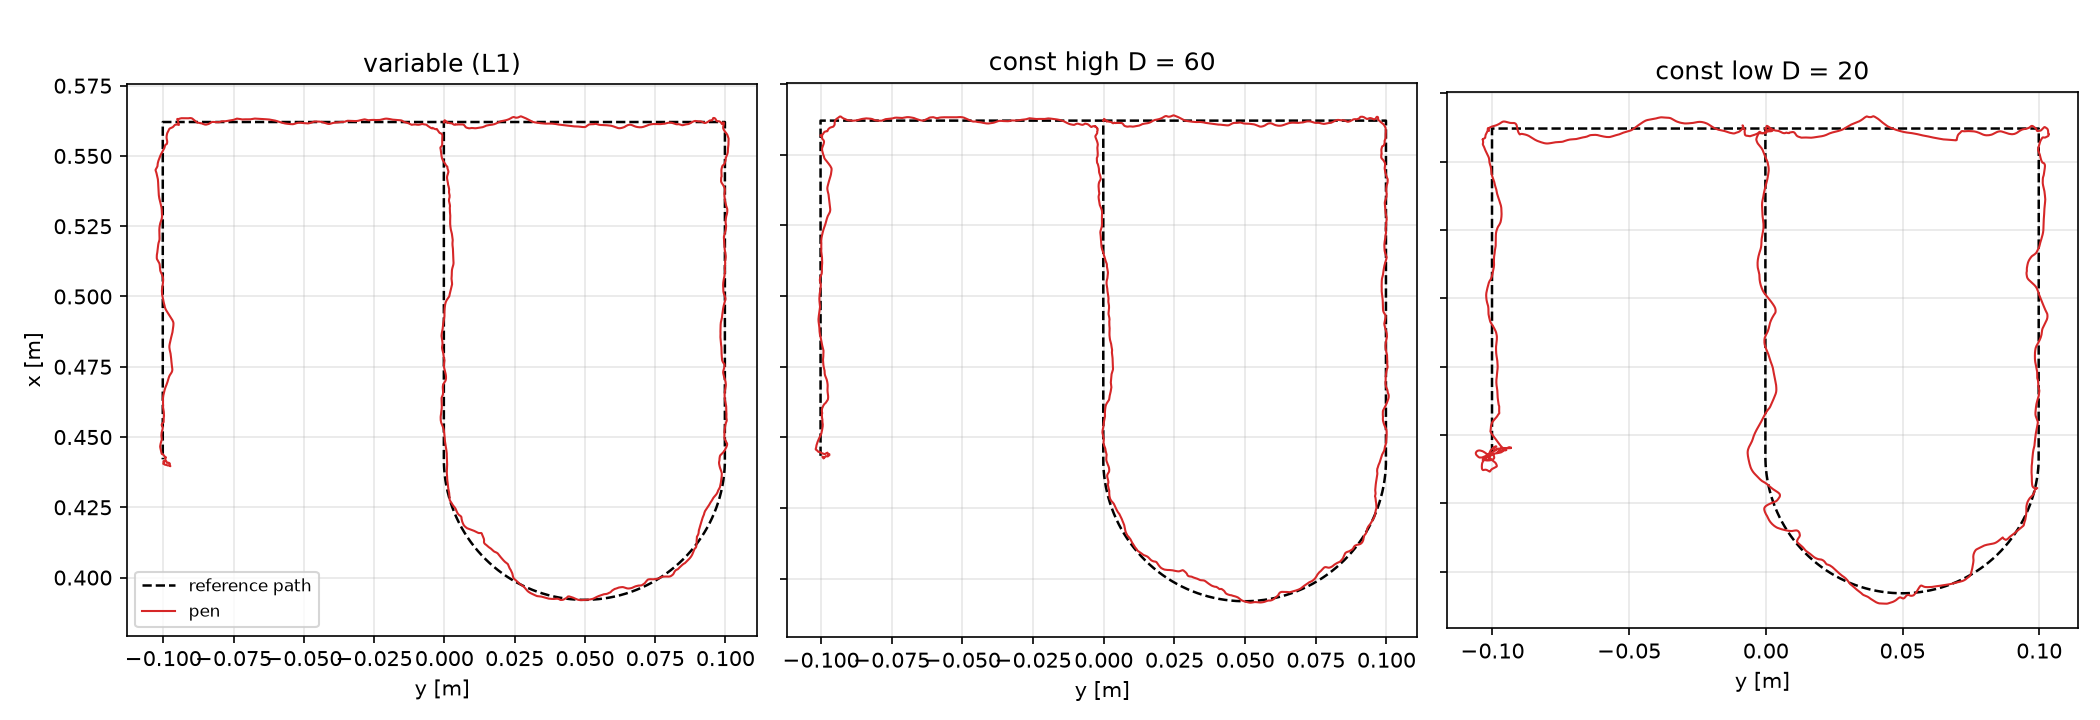 variable (L1)
const high D = 60
const low D = 20
0.575
0.550
0.525
0.500
0.475
0.450
0.425
0.400
x [m]
reference path
pen
−0.100 −0.075 −0.050 −0.025 0.000 0.025 0.050 0.075 0.100
y [m]
−0.100 −0.075 −0.050 −0.025 0.000 0.025 0.050 0.075 0.100
y [m]
−0.10 −0.05 0.00 0.05 0.10
y [m]